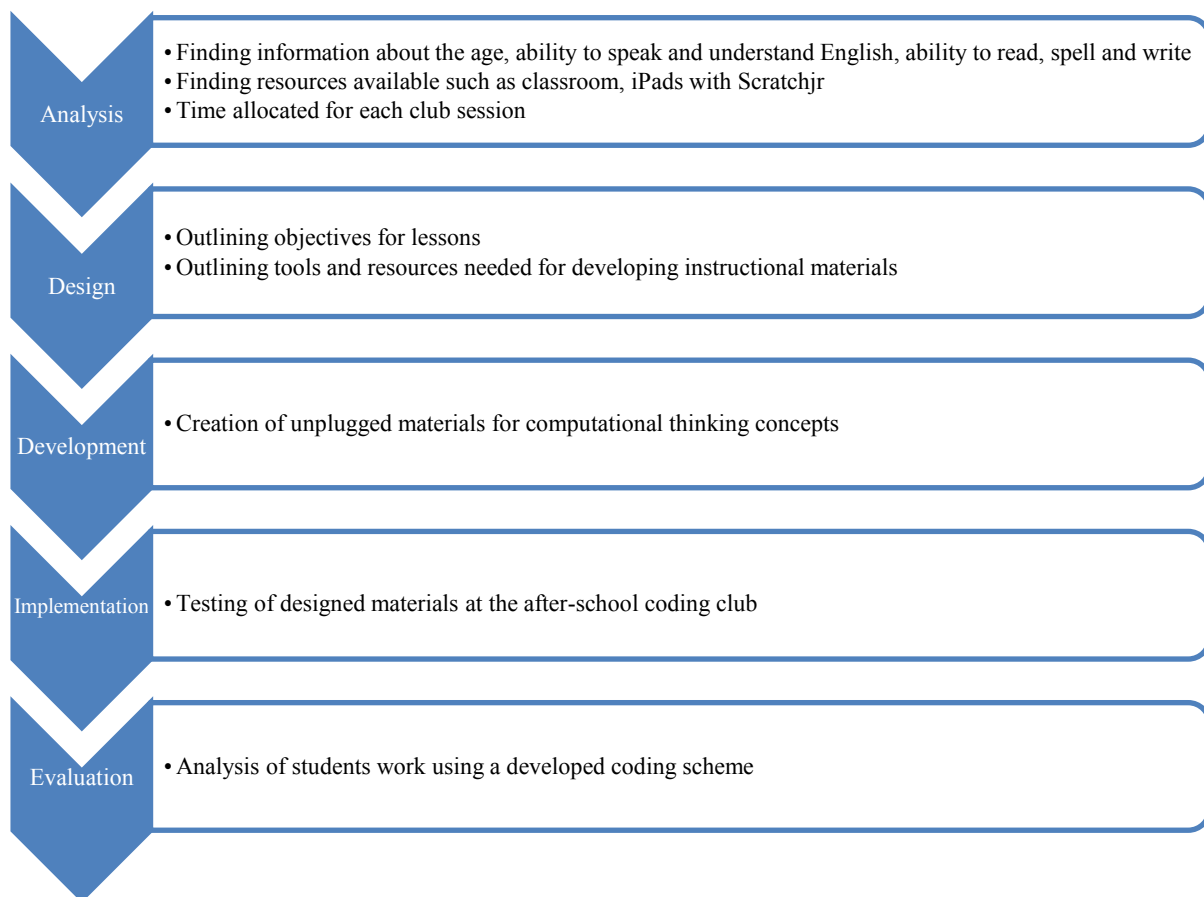 Analysis
• Finding information about the age, ability to speak and understand English, ability to read, spell and write
• Finding resources available such as classroom, iPads with Scratchjr
• Time allocated for each club session
Design
• Outlining objectives for lessons
• Outlining tools and resources needed for developing instructional materials
Development
• Creation of unplugged materials for computational thinking concepts
Implementation
• Testing of designed materials at the after-school coding club
Evaluation
• Analysis of students work using a developed coding scheme